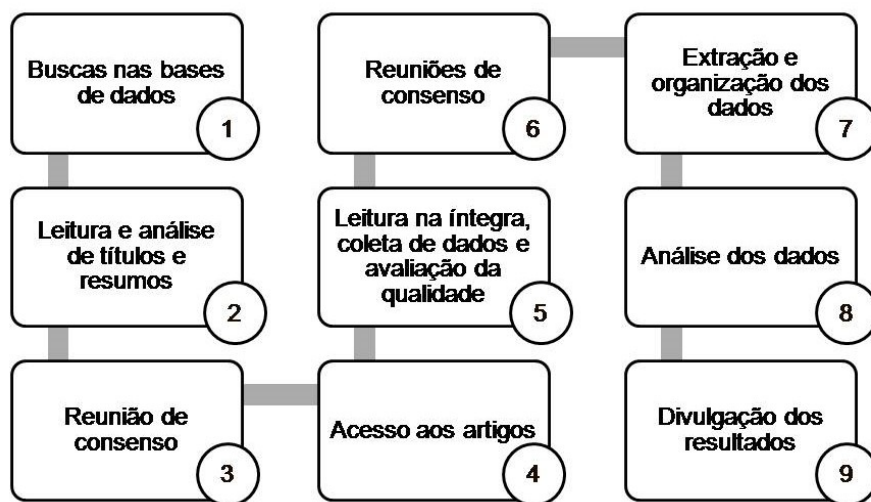 Buscas nas bases
de dados
1
Leitura e análise
de títulos e
resumos
2
Reunião de
consenso
3
Acesso aos artigos
4
Leitura na íntegra,
coleta de dados e
avaliação da
qualidade
5
Reuniões de
consenso
6
Extração e
organização dos
dados
7
Análise dos dados
8
Divulgação dos
resultados
9